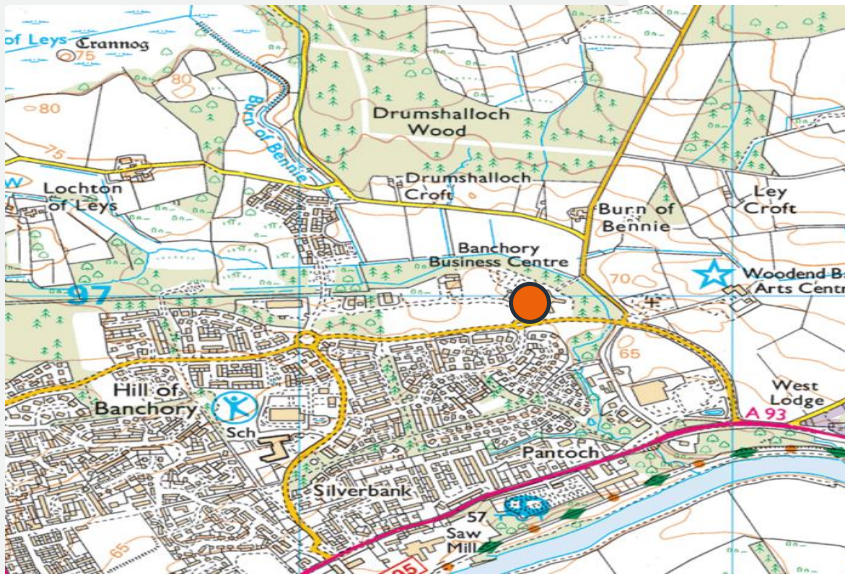 of Leys
Crannog
75
80
80
75
Burn of Bennie
Drumshalloch
Wood
Lochton
of Leys
Drumshalloch
Croft
Burn of
Bennie
Ley
Croft
Banchory
Business Centre
70
Woodend B
Arts Centr
97
65
Hill of
Banchory
West
Lodge
A 93
Sch
Pantoch
Silverbank
57
Saw
Mill
65